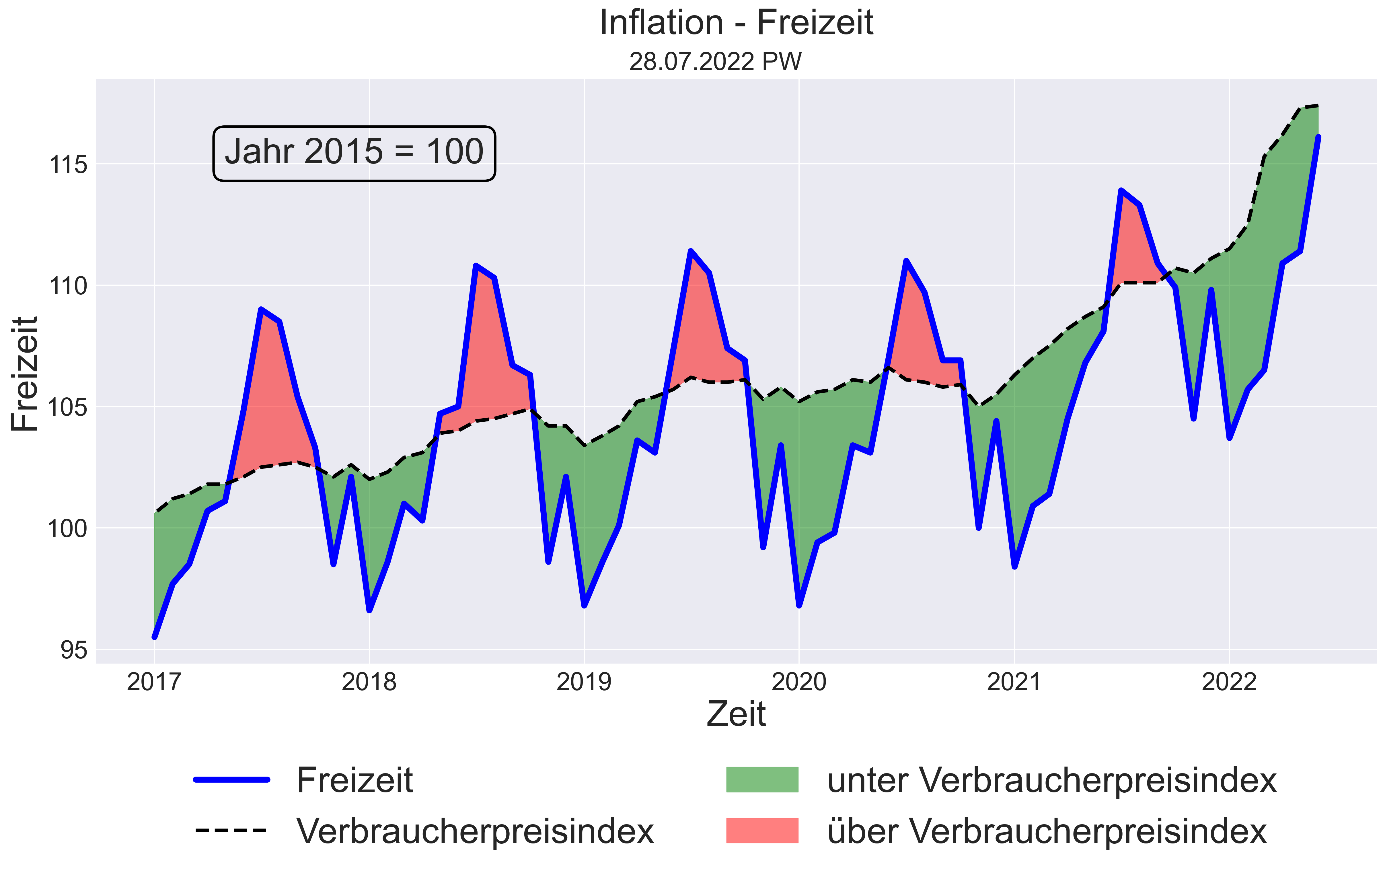 Inflation - Freizeit
28.07.2022 PW
Jahr 2015 = 100
115
110
105
100
95
Freizeit
2017 2018 2019 2020 2021 2022
Zeit
Freizeit
Verbraucherpreisindex
unter Verbraucherpreisindex
über Verbraucherpreisindex